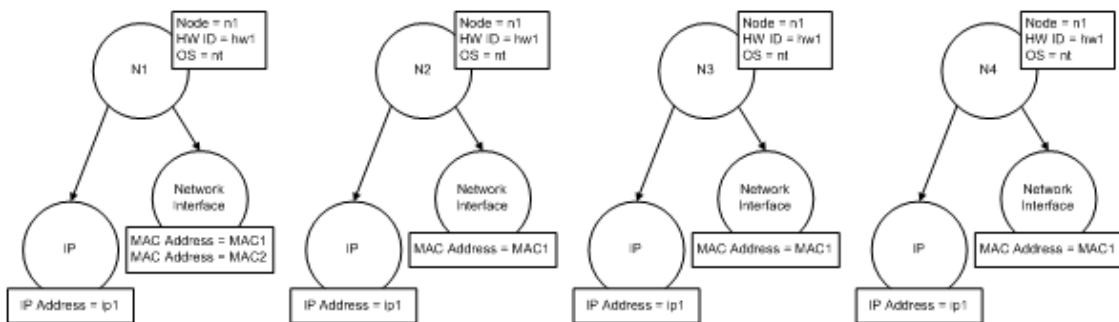 Node = n1
HW ID = hw1
OS = nt
N1
Network
Interface
MAC Address = MAC1
MAC Address = MAC2
IP
IP Address = ip1
Node = n1
HW ID = hw1
OS = nt
N2
Network
Interface
MAC Address = MAC1
IP
IP Address = ip1
Node = n1
HW ID = hw1
OS = nt
N3
Network
Interface
MAC Address = MAC1
IP
IP Address = ip1
Node = n1
HW ID = hw1
OS = nt
N4
Network
Interface
MAC Address = MAC1
IP
IP Address = ip1